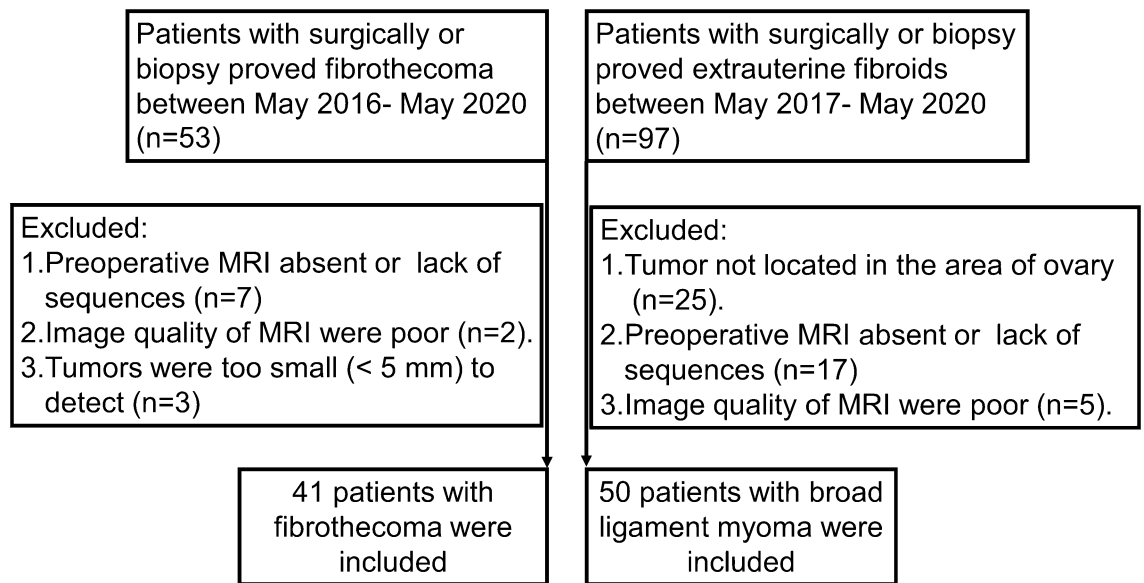 Patients with surgically or
biopsy proved fibrothecoma
between May 2016- May 2020
(n=53)
Patients with surgically or biopsy
proved extrauterine fibroids
between May 2017- May 2020
(n=97)
Excluded:
1.Preoperative MRI absent or lack of
sequences (n=7)
2.Image quality of MRI were poor (n=2).
3.Tumors were too small (< 5 mm) to
detect (n=3)
Excluded:
1.Tumor not located in the area of ovary
(n=25).
2.Preoperative MRI absent or lack of
sequences (n=17)
3.Image quality of MRI were poor (n=5).
41 patients with
fibrothecoma were
included
50 patients with broad
ligament myoma were
included